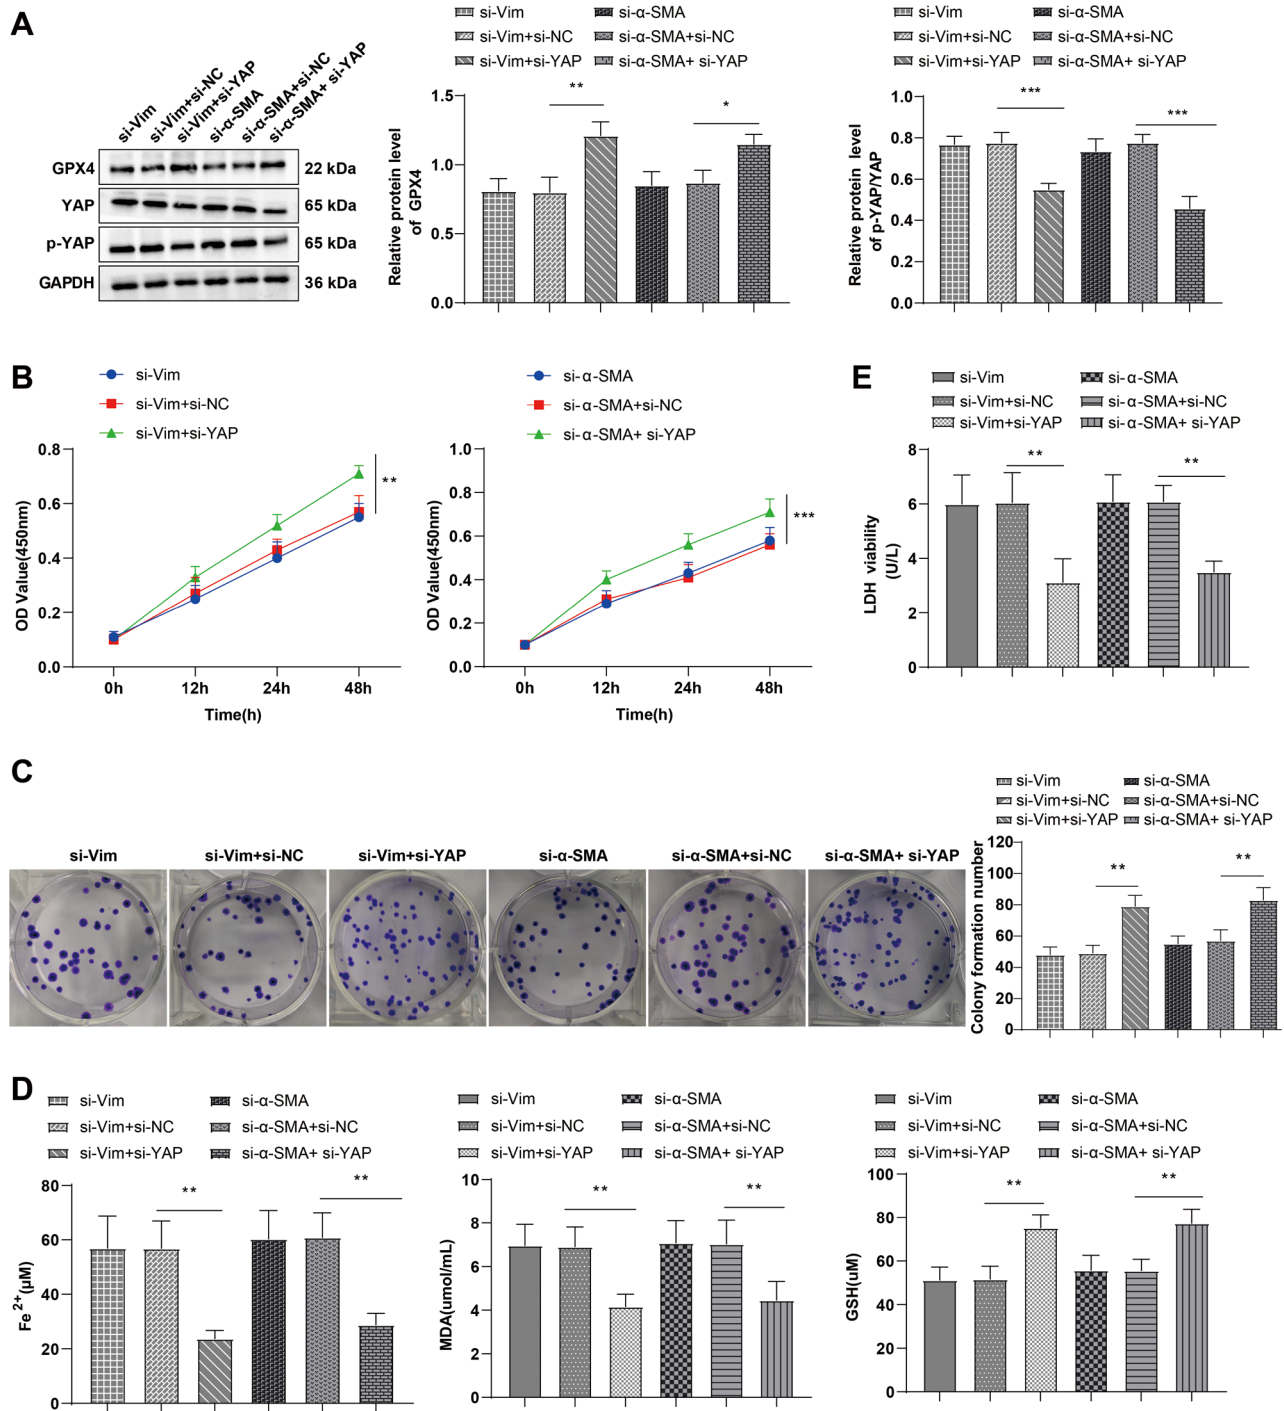 A
si-Vim
si-Vim+si-NC
si-Vim+si-YAP
si-α-SMA
si-α-SMA+si-NC
si-α-SMA+ si-YAP
GPX4
22 kDa
YAP
65 kDa
p-YAP
65 kDa
GAPDH
36 kDa
si-Vim
si-α-SMA
si-Vim+si-NC
si-α-SMA+si-NC
si-Vim+si-YAP
si-α-SMA+ si-YAP
Relative protein level
of GPX4
1.5
1.0
0.5
0.0
**
*
si-Vim
si-α-SMA
si-Vim+si-NC
si-α-SMA+si-NC
si-Vim+si-YAP
si-α-SMA+ si-YAP
Relative protein level
of p-YAP/YAP
1.0
0.8
0.6
0.4
0.2
0.0
***
***
B
si-Vim
si-Vim+si-NC
si-Vim+si-YAP
OD Value(450nm)
0.8
0.6
0.4
0.2
0.0
**
0h
12h
24h
48h
Time(h)
si-α-SMA
si-α-SMA+si-NC
si-α-SMA+ si-YAP
OD Value(450nm)
1.0
0.8
0.6
0.4
0.2
0.0
***
0h
12h
24h
48h
Time(h)
E
si-Vim
si-α-SMA
si-Vim+si-NC
si-α-SMA+si-NC
si-Vim+si-YAP
si-α-SMA+ si-YAP
LDH viability
(U/L)
8
6
4
2
0
**
**
C
si-Vim
si-Vim+si-NC
si-Vim+si-YAP
si-α-SMA
si-α-SMA+si-NC
si-α-SMA+ si-YAP
si-Vim
si-α-SMA
si-Vim+si-NC
si-α-SMA+si-NC
si-Vim+si-YAP
si-α-SMA+ si-YAP
Colony formation number
120
100
80
60
40
20
0
**
**
D
si-Vim
si-α-SMA
si-Vim+si-NC
si-α-SMA+si-NC
si-Vim+si-YAP
si-α-SMA+ si-YAP
Fe2+(μM)
80
60
40
20
0
**
**
si-Vim
si-α-SMA
si-Vim+si-NC
si-α-SMA+si-NC
si-Vim+si-YAP
si-α-SMA+ si-YAP
MDA(umol/mL)
10
8
6
4
2
0
**
**
si-Vim
si-α-SMA
si-Vim+si-NC
si-α-SMA+si-NC
si-Vim+si-YAP
si-α-SMA+ si-YAP
GSH(uM)
100
80
60
40
20
0
**
**